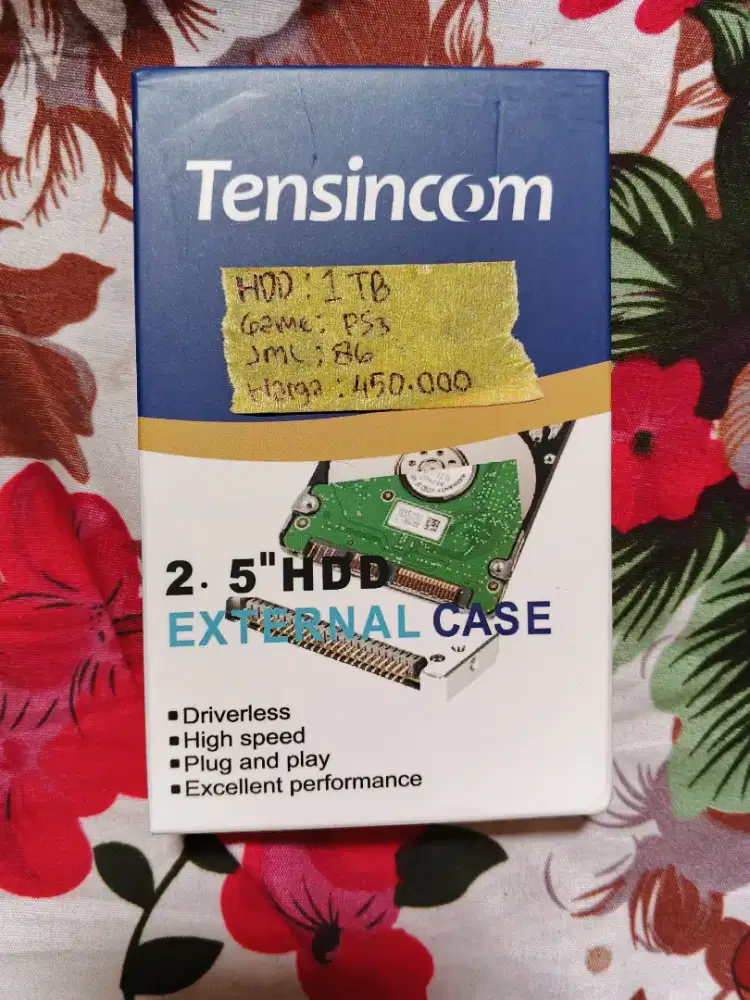 Tensincom
HDD : 1 TB
Game : PS3
JML : 86
Harga : 450.000
2. 5"HDD
EXTERNAL CASE
▪Driverless
▪High speed
▪Plug and play
▪Excellent performance